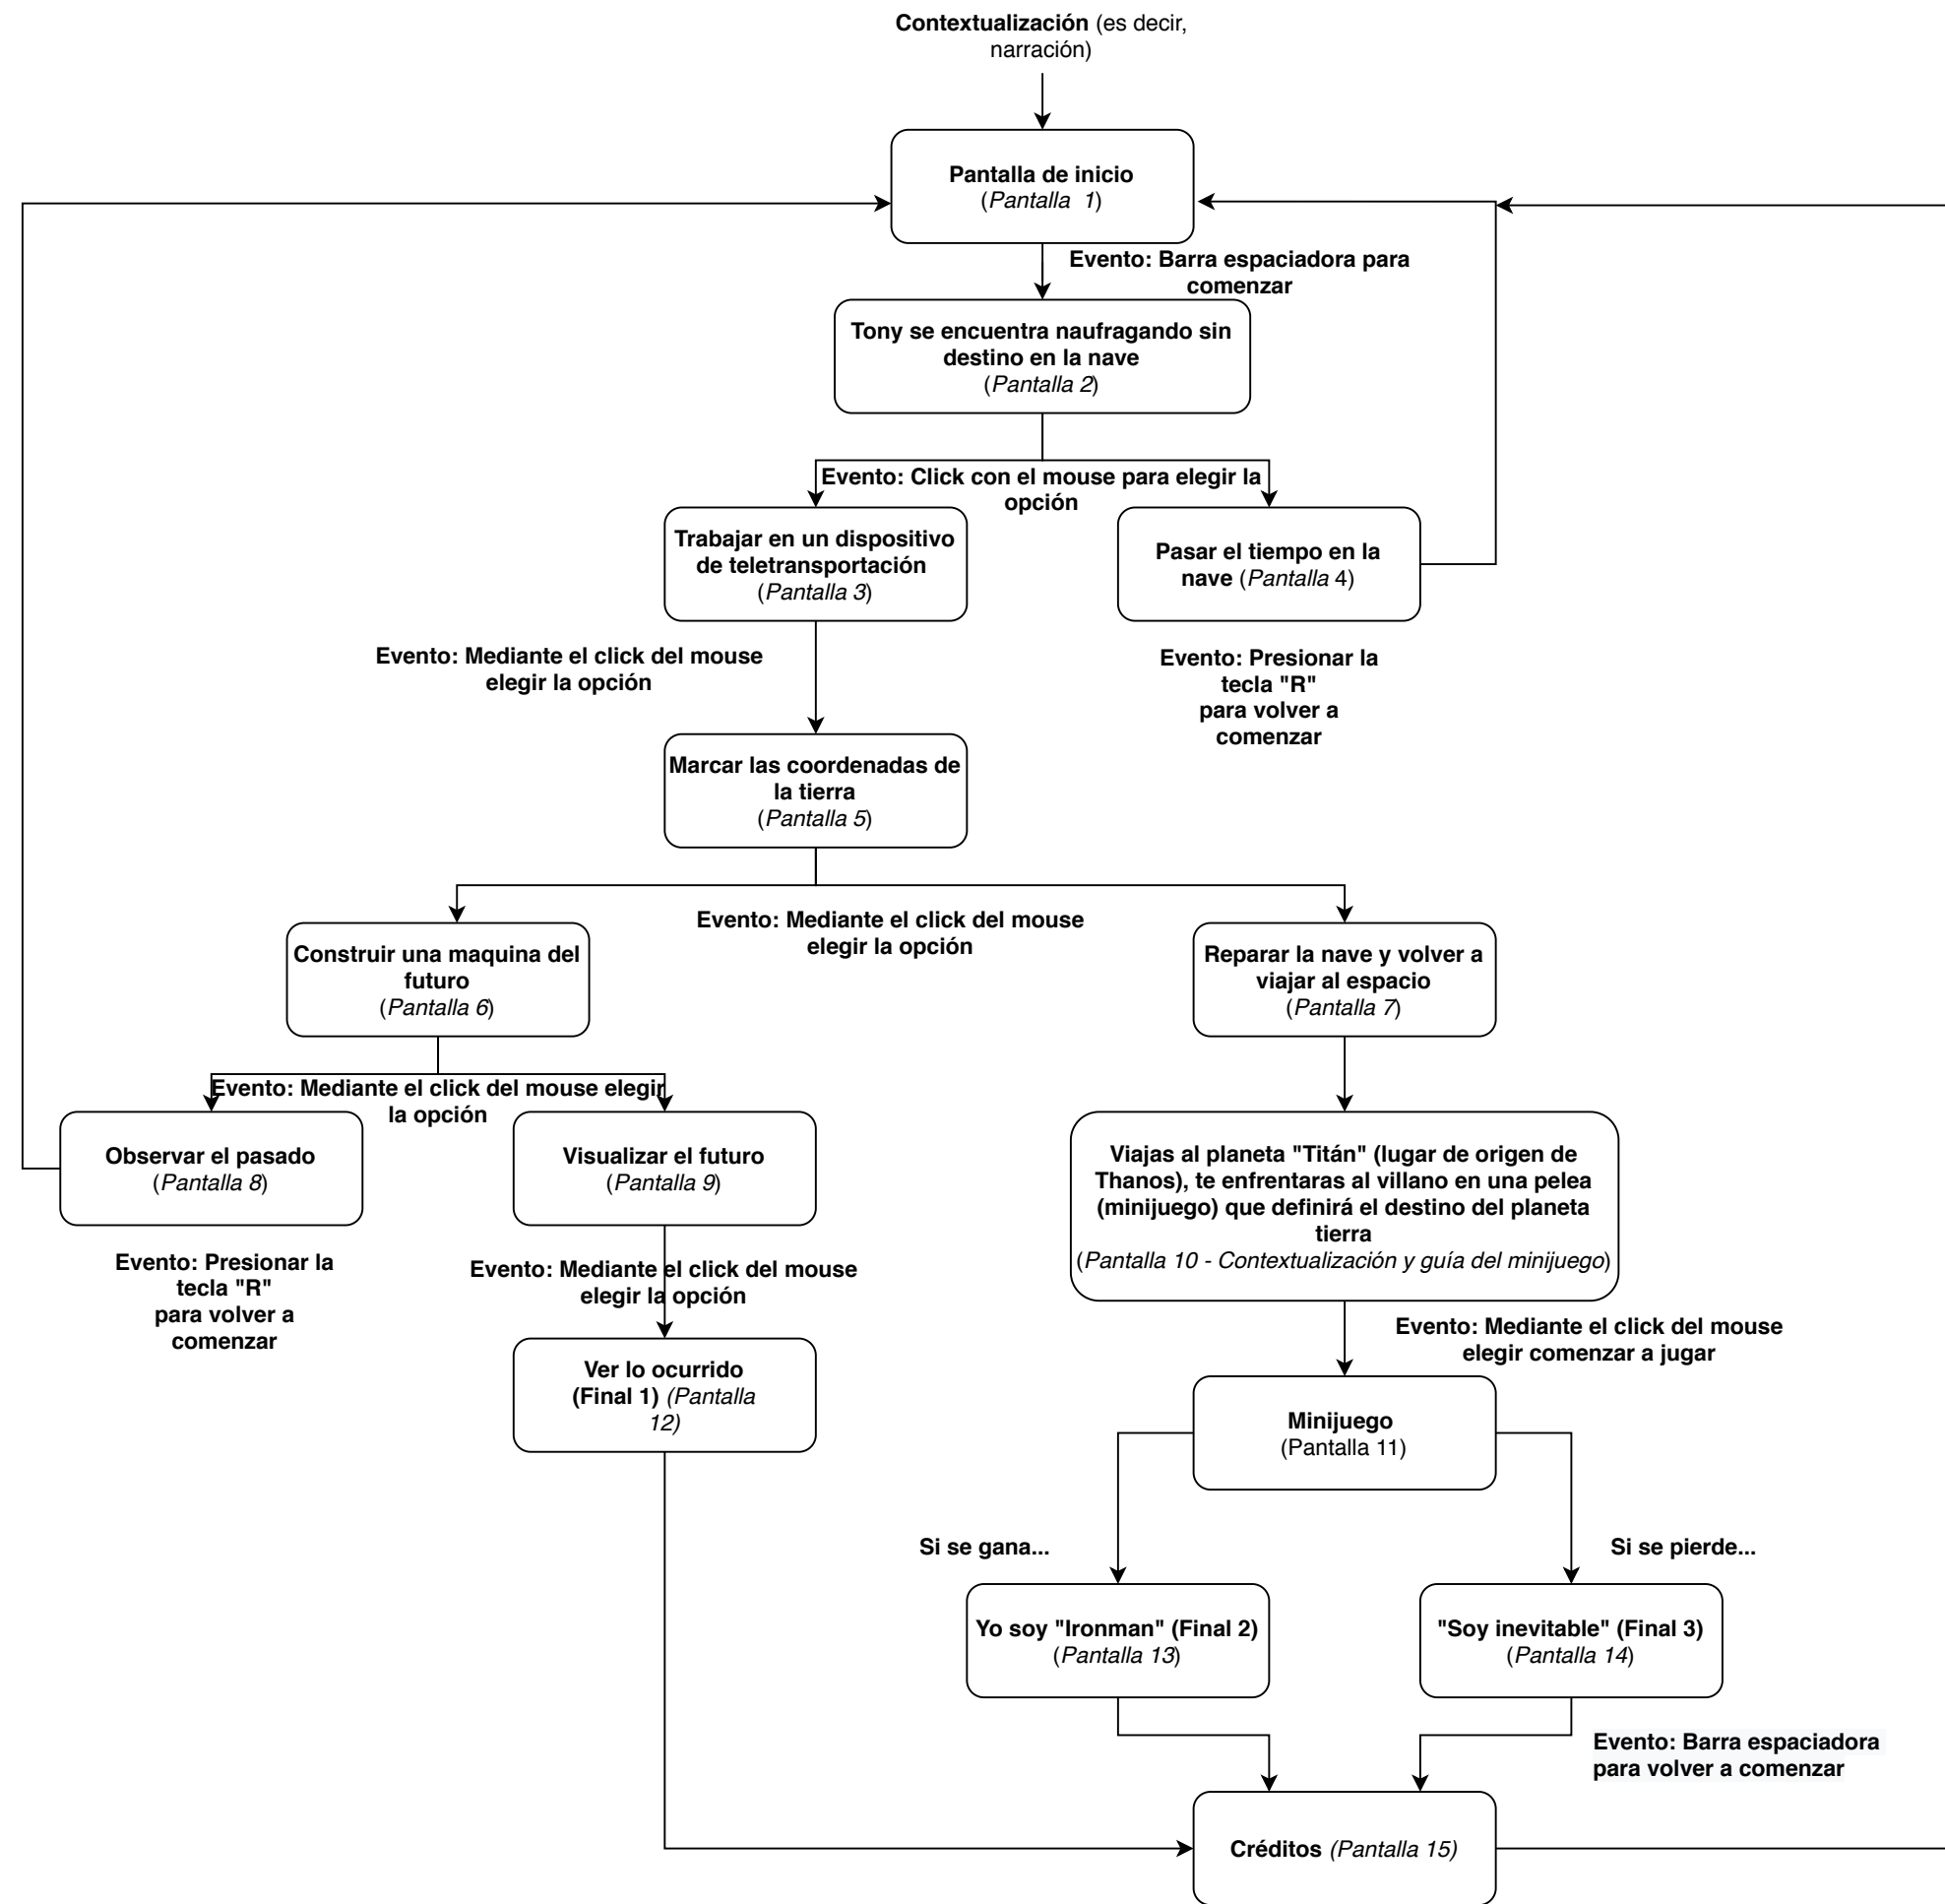 Contextualización (es decir,
narración)
Pantalla de inicio
(Pantalla 1)
Evento: Barra espaciadora para
comenzar
Tony se encuentra naufragando sin
destino en la nave
(Pantalla 2)
Evento: Click con el mouse para elegir la
opción
Trabajar en un dispositivo
de teletransportación
(Pantalla 3)
Pasar el tiempo en la
nave (Pantalla 4)
Evento: Mediante el click del mouse
elegir la opción
Evento: Presionar la
tecla "R"
para volver a
comenzar
Marcar las coordenadas de
la tierra
(Pantalla 5)
Evento: Mediante el click del mouse
elegir la opción
Construir una maquina del
futuro
(Pantalla 6)
Reparar la nave y volver a
viajar al espacio
(Pantalla 7)
Evento: Mediante el click del mouse elegir
la opción
Observar el pasado
(Pantalla 8)
Visualizar el futuro
(Pantalla 9)
Viajas al planeta "Titán" (lugar de origen de
Thanos), te enfrentaras al villano en una pelea
(minijuego) que definirá el destino del planeta
tierra
(Pantalla 10 - Contextualización y guía del minijuego)
Evento: Presionar la
tecla "R"
para volver a
comenzar
Evento: Mediante el click del mouse
elegir la opción
Evento: Mediante el click del mouse
elegir comenzar a jugar
Ver lo ocurrido
(Final 1) (Pantalla
12)
Minijuego
(Pantalla 11)
Si se gana...
Si se pierde...
Yo soy "Ironman" (Final 2)
(Pantalla 13)
"Soy inevitable" (Final 3)
(Pantalla 14)
Evento: Barra espaciadora
para volver a comenzar
Créditos (Pantalla 15)